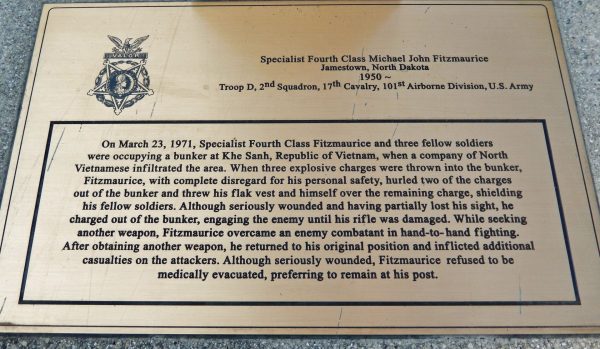 VALOR
Specialist Fourth Class Michael John Fitzmaurice
Jamestown, North Dakota
1950 ~
Troop D, 2nd Squadron, 17th Cavalry, 101st Airborne Division, U.S. Army
On March 23, 1971, Specialist Fourth Class Fitzmaurice and three fellow soldiers
were occupying a bunker at Khe Sanh, Republic of Vietnam, when a company of North
Vietnamese infiltrated the area. When three explosive charges were thrown into the bunker,
Fitzmaurice, with complete disregard for his personal safety, hurled two of the charges
out of the bunker and threw his flak vest and himself over the remaining charge, shielding
his fellow soldiers. Although seriously wounded and having partially lost his sight, he
charged out of the bunker, engaging the enemy until his rifle was damaged. While seeking
another weapon, Fitzmaurice overcame an enemy combatant in hand-to-hand fighting.
After obtaining another weapon, he returned to his original position and inflicted additional
casualties on the attackers. Although seriously wounded, Fitzmaurice refused to be
medically evacuated, preferring to remain at his post.